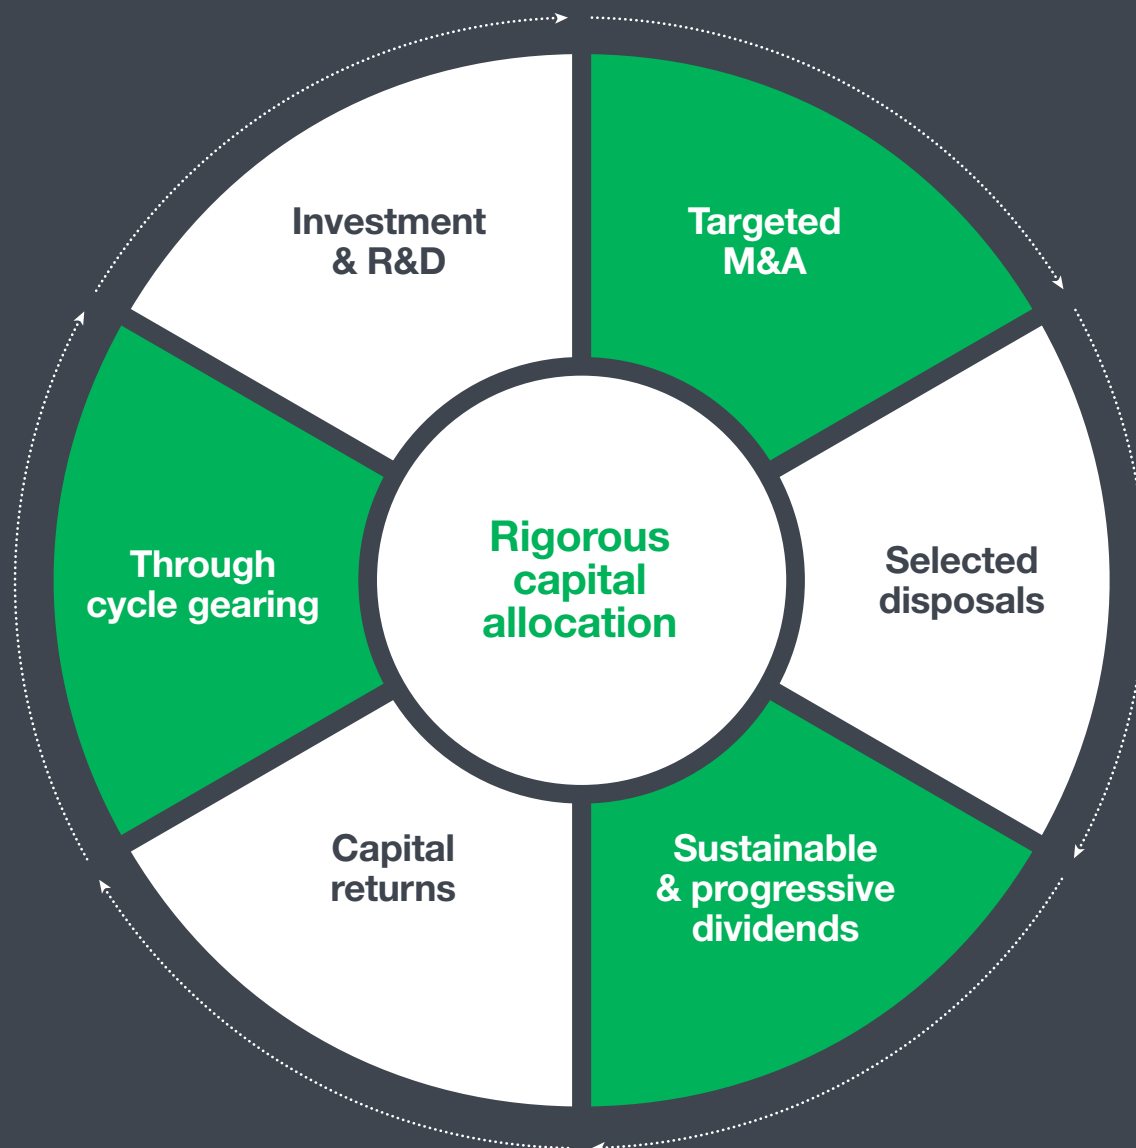 Investment
& R&D
Targeted
M&A
Selected
disposals
Sustainable
& progressive
dividends
Capital
returns
Through
cycle gearing
Rigorous
capital
allocation